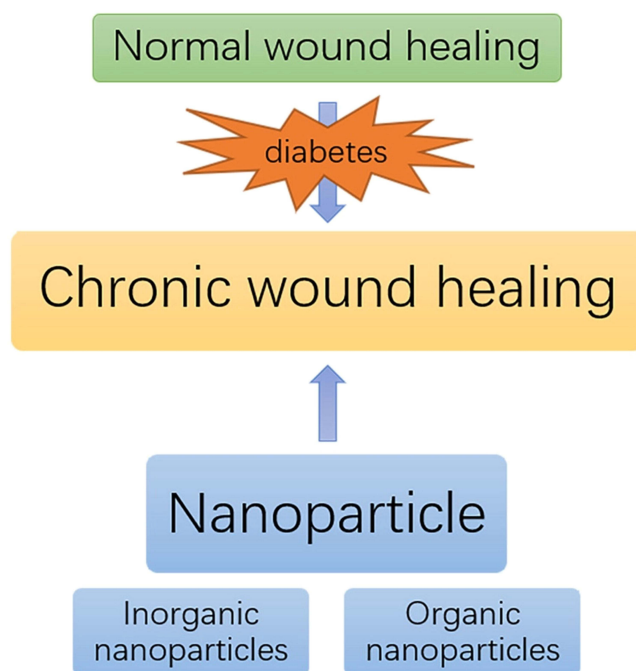 Normal wound healing
diabetes
Chronic wound healing
Nanoparticle
Inorganic
nanoparticles
Organic
nanoparticles